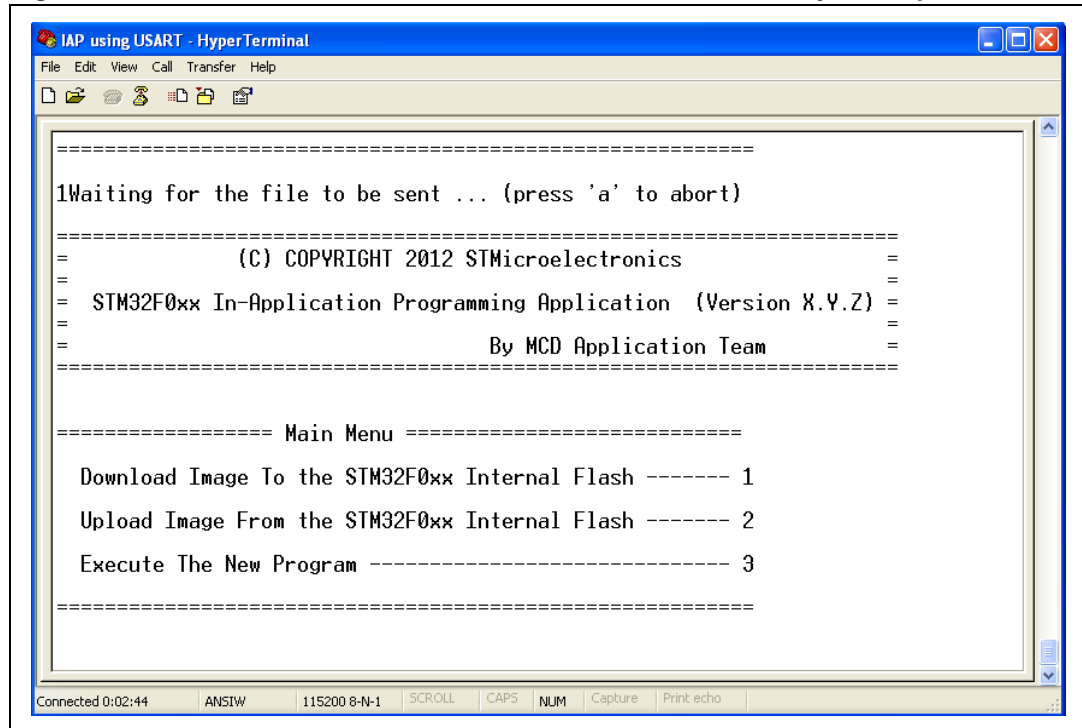 IAP using USART - HyperTerminal
File Edit View Call Transfer Help
==========================================================
1Waiting for the file to be sent ... (press 'a' to abort)
======================================================================
= (C) COPYRIGHT 2012 STMicroelectronics =
= =
= STM32F0xx In-Application Programming Application (Version X.Y.Z) =
= =
= By MCD Application Team =
======================================================================
================== Main Menu ============================
Download Image To the STM32F0xx Internal Flash ------- 1
Upload Image From the STM32F0xx Internal Flash ------- 2
Execute The New Program ------------------------------ 3
==========================================================
Connected 0:02:44 ANSIW 115200 8-N-1 SCROLL CAPS NUM Capture Print echo